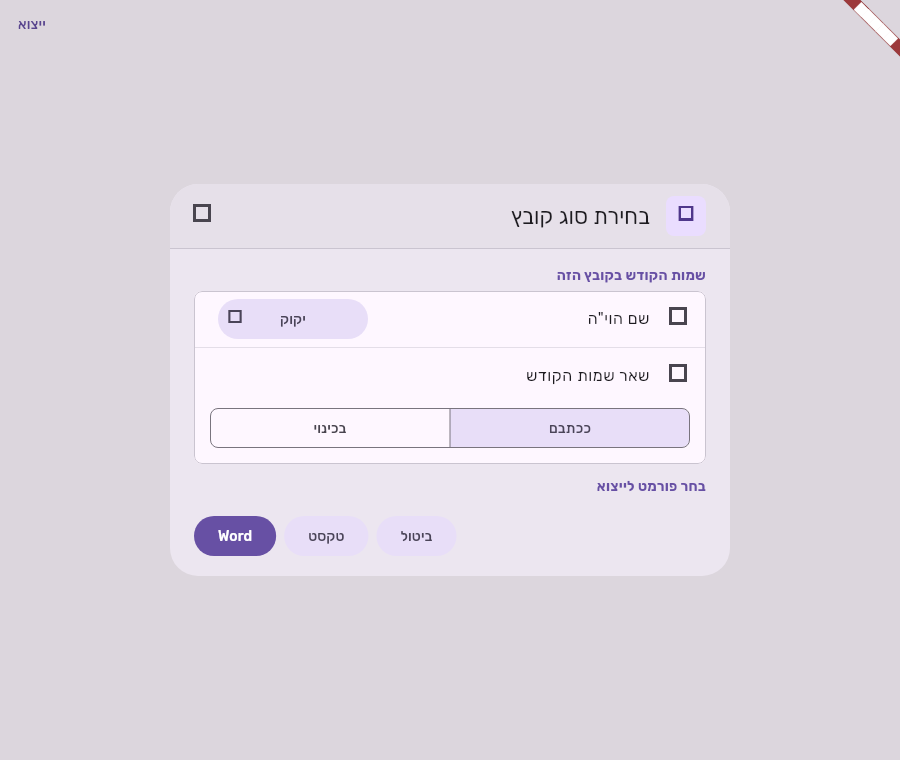 ייצוא
בחירת סוג קובץ
שמות הקודש בקובץ הזה
שם הוי"ה
יקוק
שאר שמות הקודש
ככתבם
בכינוי
בחר פורמט לייצוא
ביטול
טקסט
Word